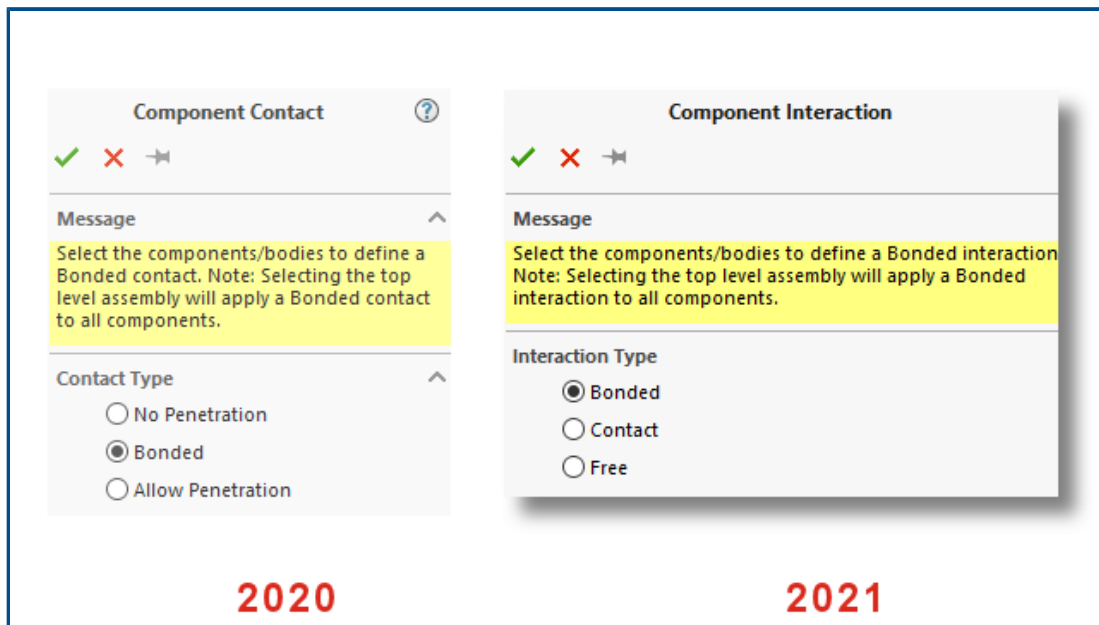 Component Contact
Message
Select the components/bodies to define a
Bonded contact. Note: Selecting the top
level assembly will apply a Bonded contact
to all components.
Contact Type
No Penetration
Bonded
Allow Penetration
2020
Component Interaction
Message
Select the components/bodies to define a Bonded interaction
Note: Selecting the top level assembly will apply a Bonded
interaction to all components.
Interaction Type
Bonded
Contact
Free
2021